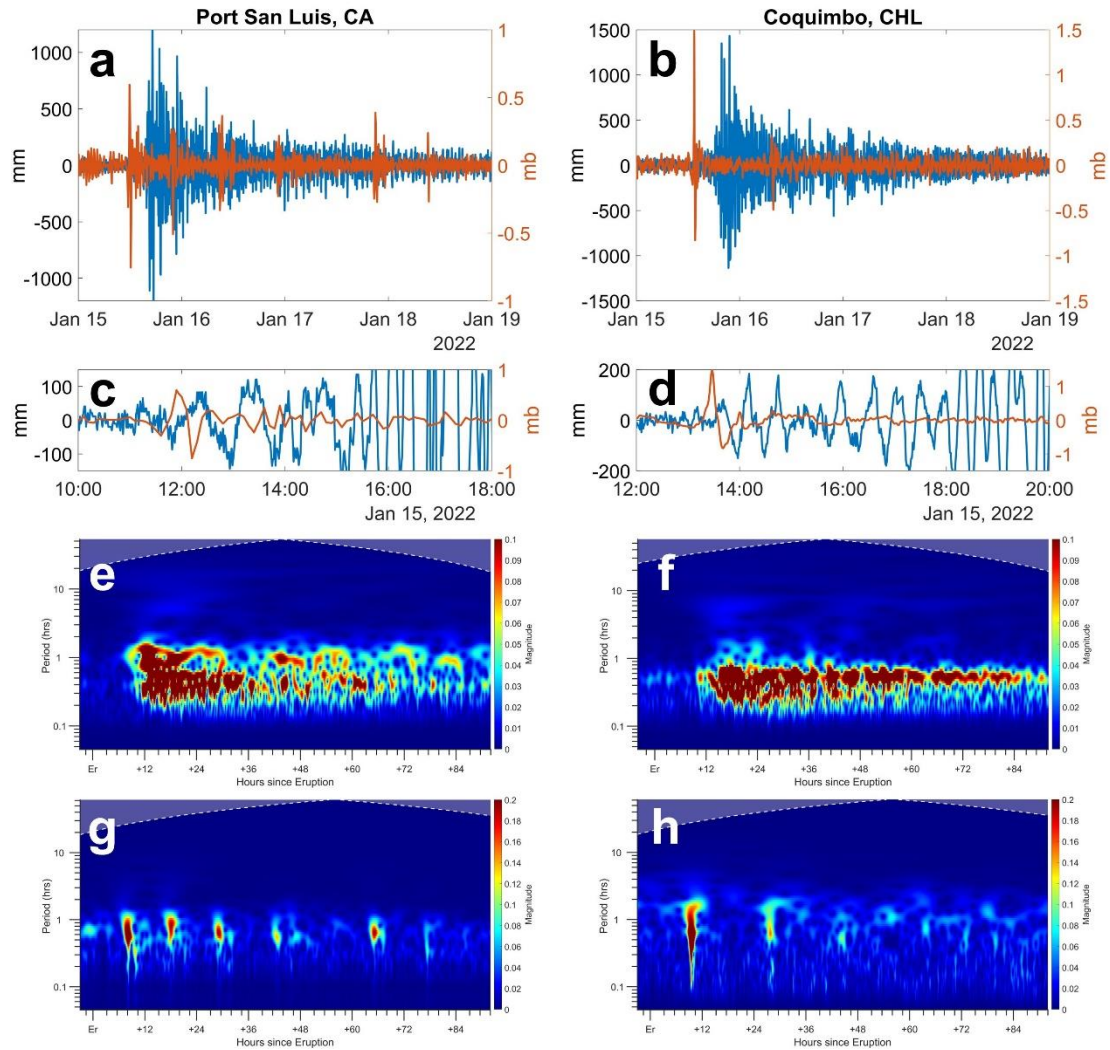 Port San Luis, CA
Coquimbo, CHL
a
1000
500
0
-500
-1000
mm
1
0.5
0
-0.5
-1
mb
Jan 15 Jan 16 Jan 17 Jan 18 Jan 19
2022
b
1500
1000
500
0
-500
-1000
-1500
mm
1.5
1
0.5
0
-0.5
-1
-1.5
mb
Jan 15 Jan 16 Jan 17 Jan 18 Jan 19
2022
c
100
0
-100
mm
1
0
-1
mb
10:00 12:00 14:00 16:00 18:00
Jan 15, 2022
d
200
0
-200
mm
1
0
-1
mb
12:00 14:00 16:00 18:00 20:00
Jan 15, 2022
e
Period (hrs)
10
1
0.1
Er +12 +24 +36 +48 +60 +72 +84
Hours since Eruption
0.1
0.09
0.08
0.07
0.06
0.05
0.04
0.03
0.02
0.01
0
Magnitude
f
Period (hrs)
10
1
0.1
Er +12 +24 +36 +48 +60 +72 +84
Hours since Eruption
0.1
0.09
0.08
0.07
0.06
0.05
0.04
0.03
0.02
0.01
0
Magnitude
g
Period (hrs)
10
1
0.1
Er +12 +24 +36 +48 +60 +72 +84
Hours since Eruption
0.2
0.18
0.16
0.14
0.12
0.1
0.08
0.06
0.04
0.02
0
Magnitude
h
Period (hrs)
10
1
0.1
Er +12 +24 +36 +48 +60 +72 +84
Hours since Eruption
0.2
0.18
0.16
0.14
0.12
0.1
0.08
0.06
0.04
0.02
0
Magnitude